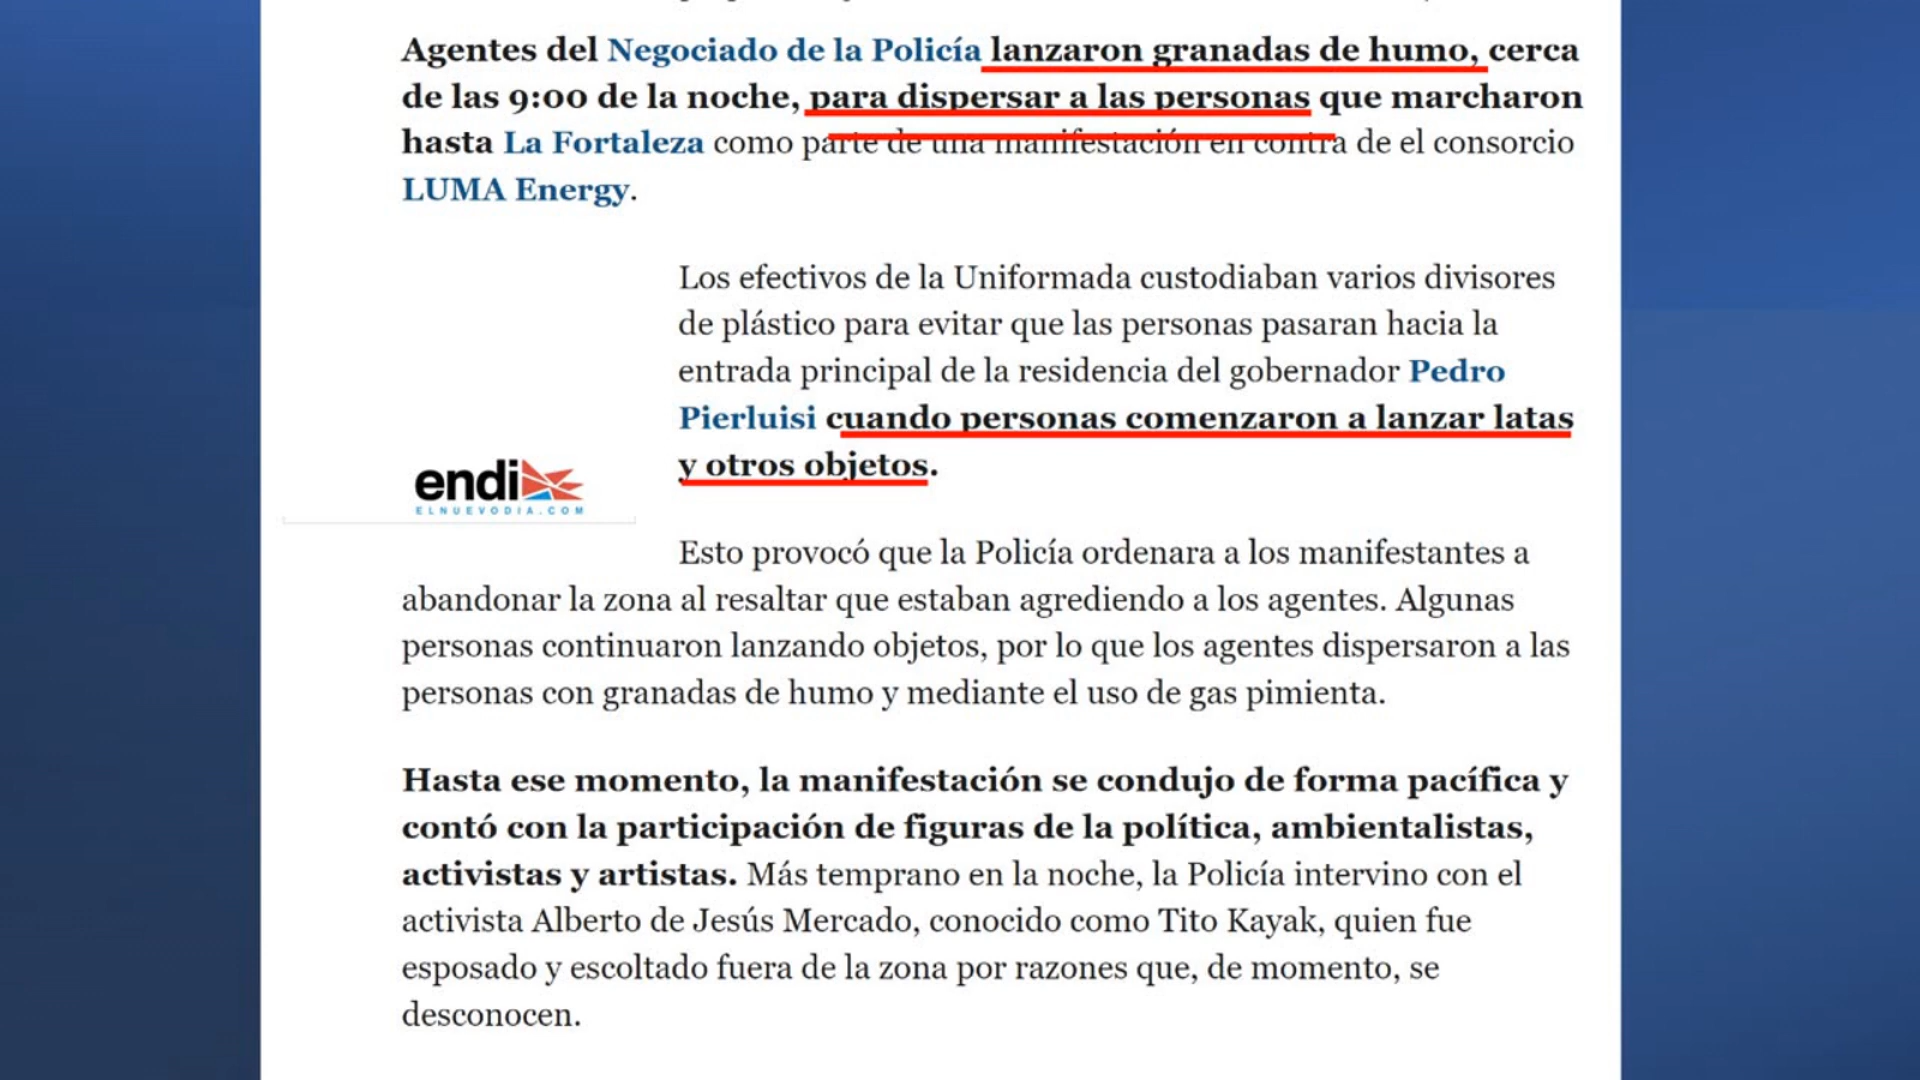 Agentes del Negociado de la Policía lanzaron granadas de humo, cerca
de las 9:00 de la noche, para dispersar a las personas que marcharon
hasta La Fortaleza como parte de una manifestación en contra de el consorcio
LUMA Energy.
Los efectivos de la Uniformada custodiaban varios divisores
de plástico para evitar que las personas pasaran hacia la
entrada principal de la residencia del gobernador Pedro
Pierluisi cuando personas comenzaron a lanzar latas
y otros objetos.
endi
ELNUEVODIA.COM
Esto provocó que la Policía ordenara a los manifestantes a
abandonar la zona al resaltar que estaban agrediendo a los agentes. Algunas
personas continuaron lanzando objetos, por lo que los agentes dispersaron a las
personas con granadas de humo y mediante el uso de gas pimienta.
Hasta ese momento, la manifestación se condujo de forma pacífica y
contó con la participación de figuras de la política, ambientalistas,
activistas y artistas. Más temprano en la noche, la Policía intervino con el
activista Alberto de Jesús Mercado, conocido como Tito Kayak, quien fue
esposado y escoltado fuera de la zona por razones que, de momento, se
desconocen.